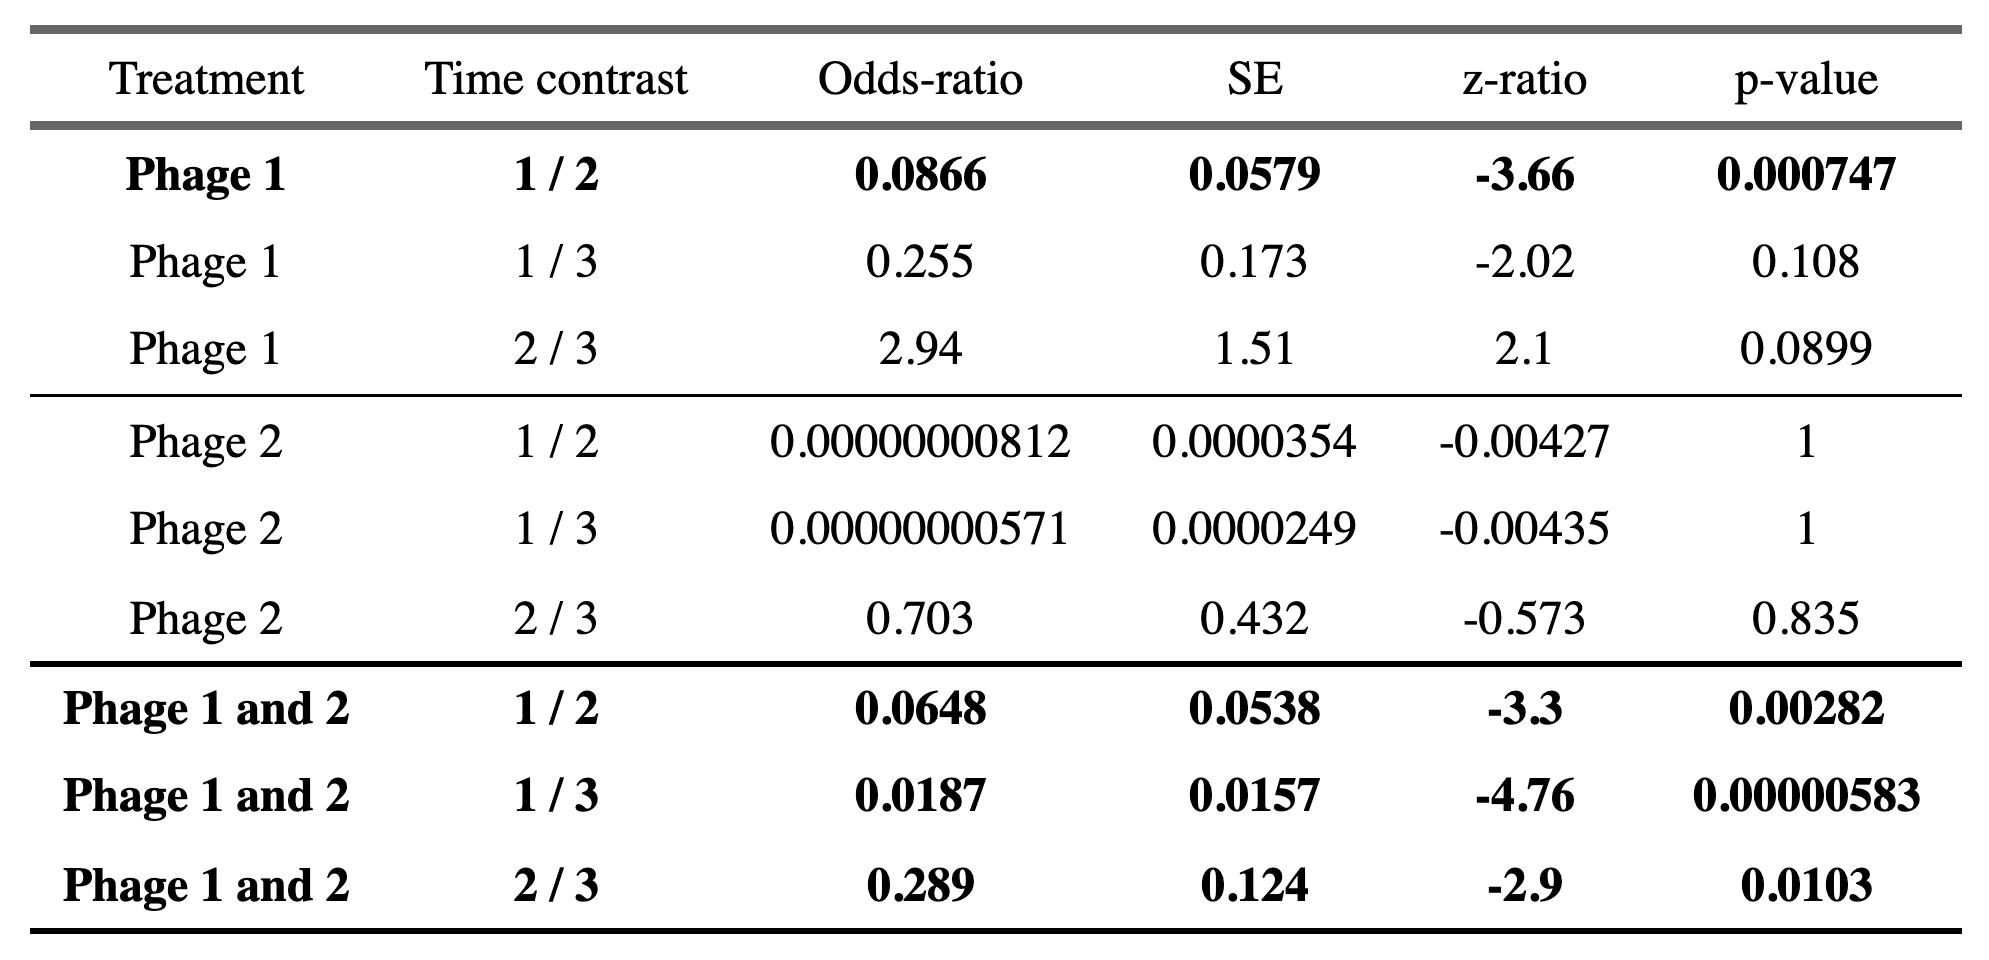 Treatment Time contrast Odds-ratio SE z-ratio p-value
Phage 1 1 / 2 0.0866 0.0579 -3.66 0.000747
Phage 1 1 / 3 0.255 0.173 -2.02 0.108
Phage 1 2 / 3 2.94 1.51 2.1 0.0899
Phage 2 1 / 2 0.00000000812 0.0000354 -0.00427 1
Phage 2 1 / 3 0.00000000571 0.0000249 -0.00435 1
Phage 2 2 / 3 0.703 0.432 -0.573 0.835
Phage 1 and 2 1 / 2 0.0648 0.0538 -3.3 0.00282
Phage 1 and 2 1 / 3 0.0187 0.0157 -4.76 0.00000583
Phage 1 and 2 2 / 3 0.289 0.124 -2.9 0.0103